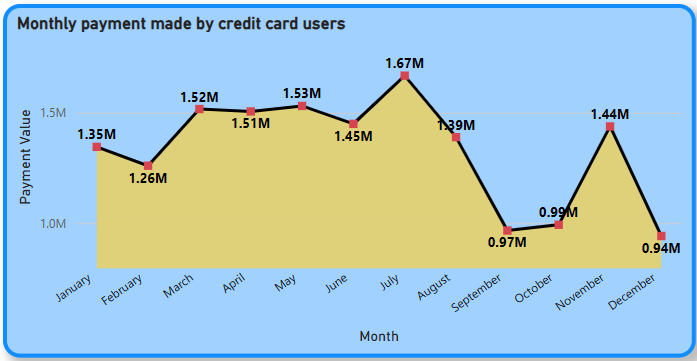 Monthly payment made by credit card users
1.67M
1.52M
1.53M
1.5M
1.51M
1.45M
1.39M
1.44M
1.35M
1.26M
Payment Value
1.0M
0.99M
0.97M
0.94M
January
February
March
April
May
June
July
August
September
October
November
December
Month